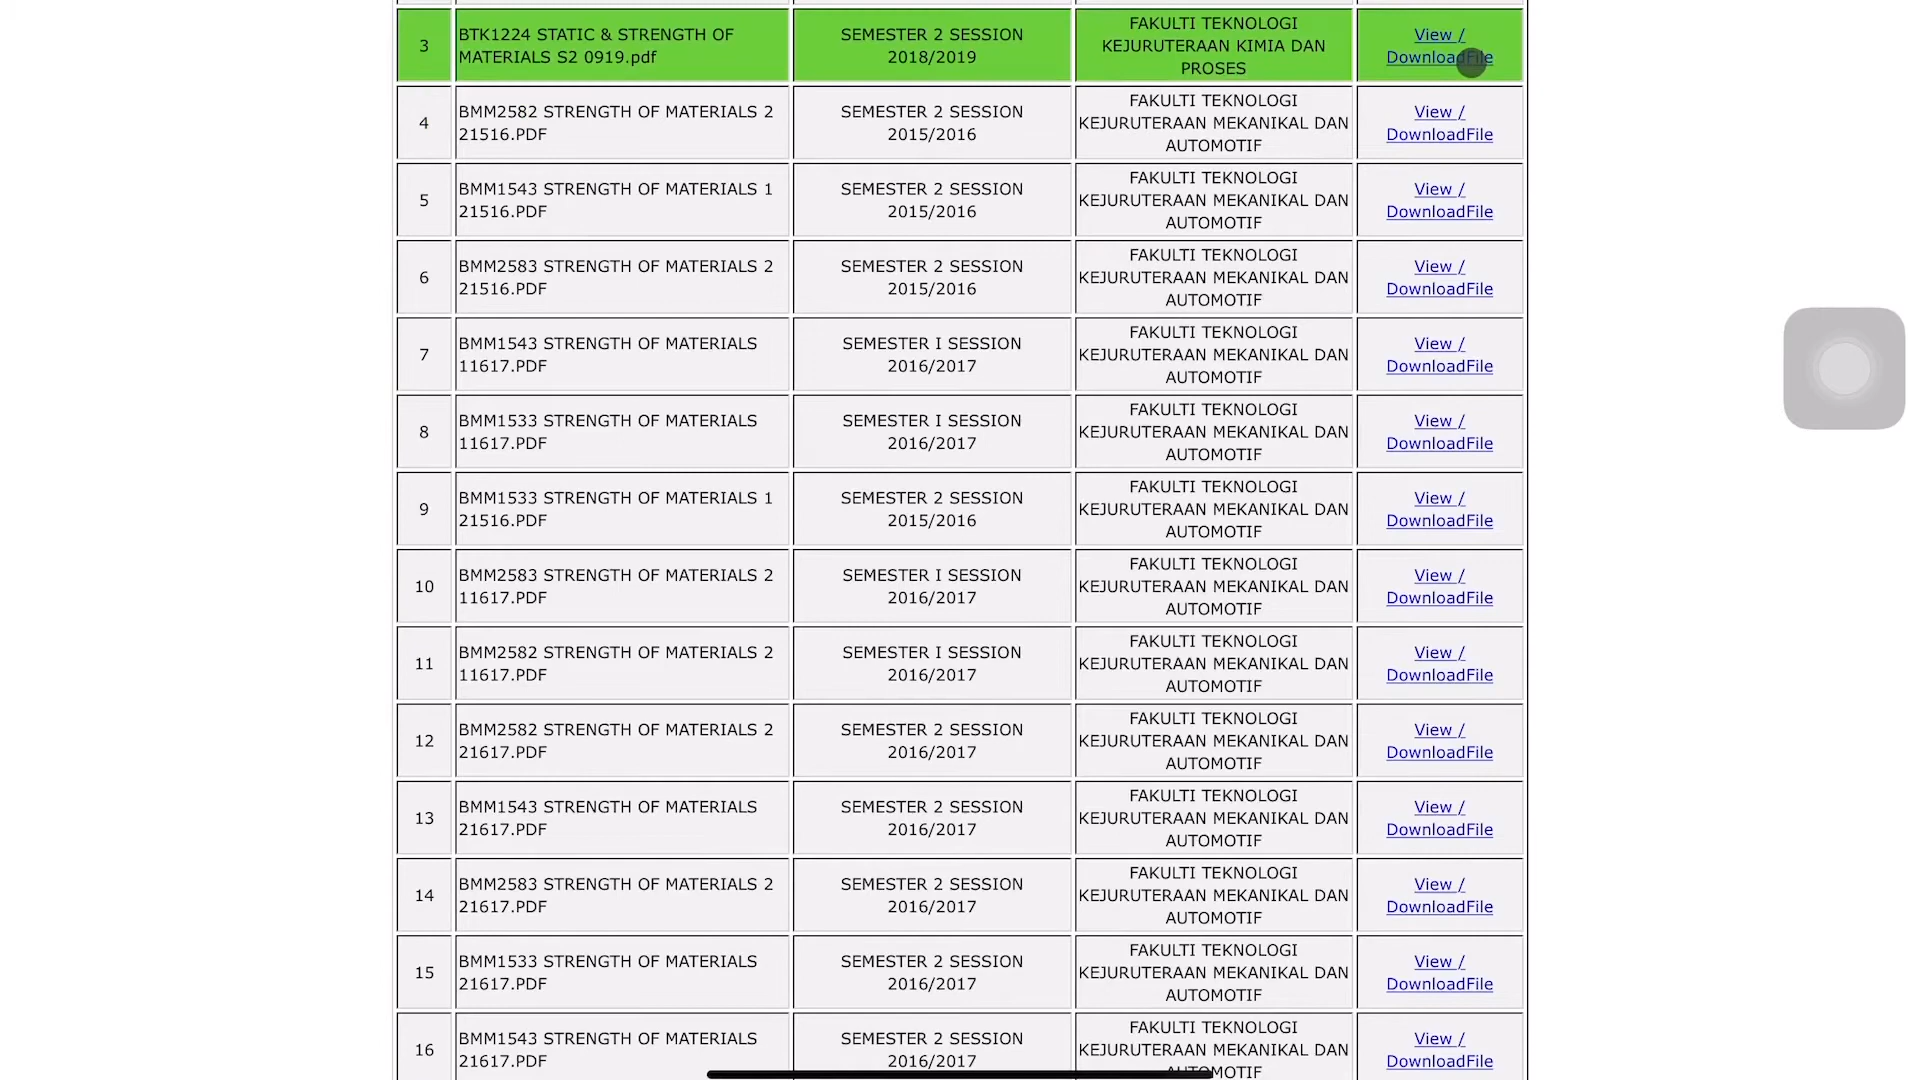 3
BTK1224 STATIC & STRENGTH OF
MATERIALS S2 0919.pdf
SEMESTER 2 SESSION
2018/2019
FAKULTI TEKNOLOGI
KEJURUTERAAN KIMIA DAN
PROSES
View /
DownloadFile
4
BMM2582 STRENGTH OF MATERIALS 2
21516.PDF
SEMESTER 2 SESSION
2015/2016
FAKULTI TEKNOLOGI
KEJURUTERAAN MEKANIKAL DAN
AUTOMOTIF
View /
DownloadFile
5
BMM1543 STRENGTH OF MATERIALS 1
21516.PDF
SEMESTER 2 SESSION
2015/2016
FAKULTI TEKNOLOGI
KEJURUTERAAN MEKANIKAL DAN
AUTOMOTIF
View /
DownloadFile
6
BMM2583 STRENGTH OF MATERIALS 2
21516.PDF
SEMESTER 2 SESSION
2015/2016
FAKULTI TEKNOLOGI
KEJURUTERAAN MEKANIKAL DAN
AUTOMOTIF
View /
DownloadFile
7
BMM1543 STRENGTH OF MATERIALS
11617.PDF
SEMESTER I SESSION
2016/2017
FAKULTI TEKNOLOGI
KEJURUTERAAN MEKANIKAL DAN
AUTOMOTIF
View /
DownloadFile
8
BMM1533 STRENGTH OF MATERIALS
11617.PDF
SEMESTER I SESSION
2016/2017
FAKULTI TEKNOLOGI
KEJURUTERAAN MEKANIKAL DAN
AUTOMOTIF
View /
DownloadFile
9
BMM1533 STRENGTH OF MATERIALS 1
21516.PDF
SEMESTER 2 SESSION
2015/2016
FAKULTI TEKNOLOGI
KEJURUTERAAN MEKANIKAL DAN
AUTOMOTIF
View /
DownloadFile
10
BMM2583 STRENGTH OF MATERIALS 2
11617.PDF
SEMESTER I SESSION
2016/2017
FAKULTI TEKNOLOGI
KEJURUTERAAN MEKANIKAL DAN
AUTOMOTIF
View /
DownloadFile
11
BMM2582 STRENGTH OF MATERIALS 2
11617.PDF
SEMESTER I SESSION
2016/2017
FAKULTI TEKNOLOGI
KEJURUTERAAN MEKANIKAL DAN
AUTOMOTIF
View /
DownloadFile
12
BMM2582 STRENGTH OF MATERIALS 2
21617.PDF
SEMESTER 2 SESSION
2016/2017
FAKULTI TEKNOLOGI
KEJURUTERAAN MEKANIKAL DAN
AUTOMOTIF
View /
DownloadFile
13
BMM1543 STRENGTH OF MATERIALS
21617.PDF
SEMESTER 2 SESSION
2016/2017
FAKULTI TEKNOLOGI
KEJURUTERAAN MEKANIKAL DAN
AUTOMOTIF
View /
DownloadFile
14
BMM2583 STRENGTH OF MATERIALS 2
21617.PDF
SEMESTER 2 SESSION
2016/2017
FAKULTI TEKNOLOGI
KEJURUTERAAN MEKANIKAL DAN
AUTOMOTIF
View /
DownloadFile
15
BMM1533 STRENGTH OF MATERIALS
21617.PDF
SEMESTER 2 SESSION
2016/2017
FAKULTI TEKNOLOGI
KEJURUTERAAN MEKANIKAL DAN
AUTOMOTIF
View /
DownloadFile
16
BMM1543 STRENGTH OF MATERIALS
21617.PDF
SEMESTER 2 SESSION
2016/2017
FAKULTI TEKNOLOGI
KEJURUTERAAN MEKANIKAL DAN
AUTOMOTIF
View /
DownloadFile